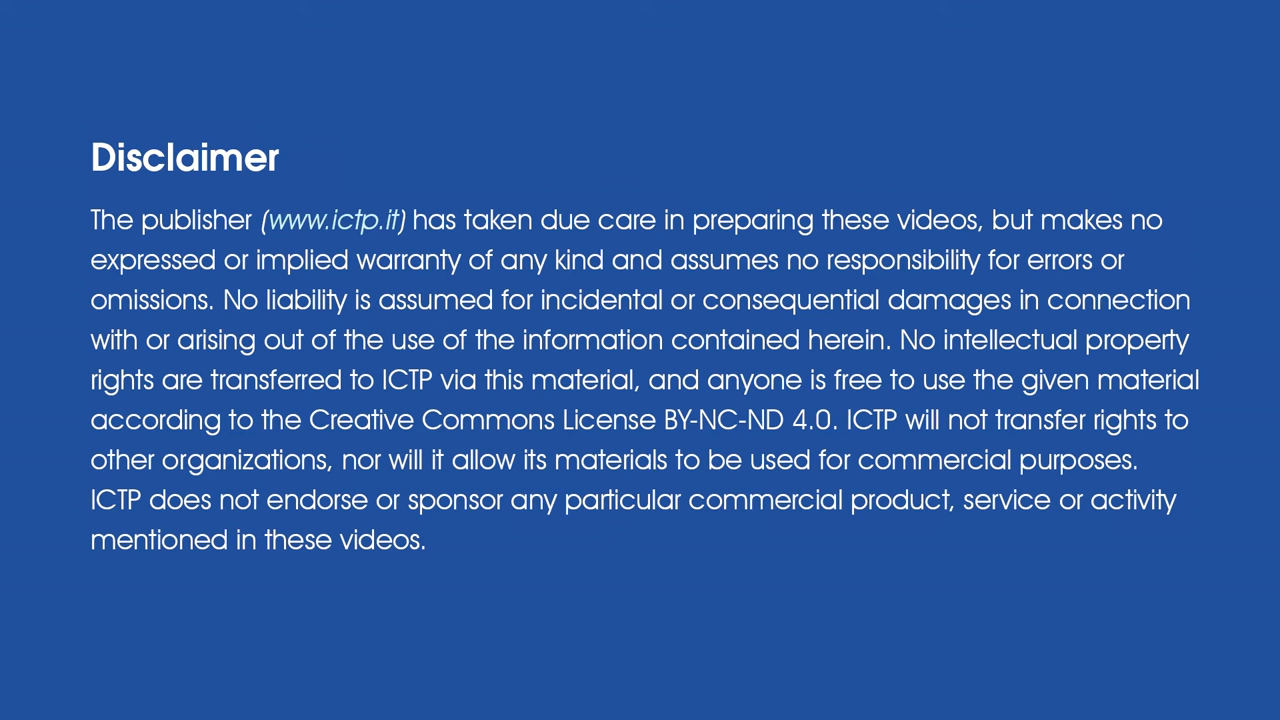 Disclaimer
The publisher (www.ictp.it) has taken due care in preparing these videos, but makes no
expressed or implied warranty of any kind and assumes no responsibility for errors or
omissions. No liability is assumed for incidental or consequential damages in connection
with or arising out of the use of the information contained herein. No intellectual property
rights are transferred to ICTP via this material, and anyone is free to use the given material
according to the Creative Commons License BY-NC-ND 4.0. ICTP will not transfer rights to
other organizations, nor will it allow its materials to be used for commercial purposes.
ICTP does not endorse or sponsor any particular commercial product, service or activity
mentioned in these videos.